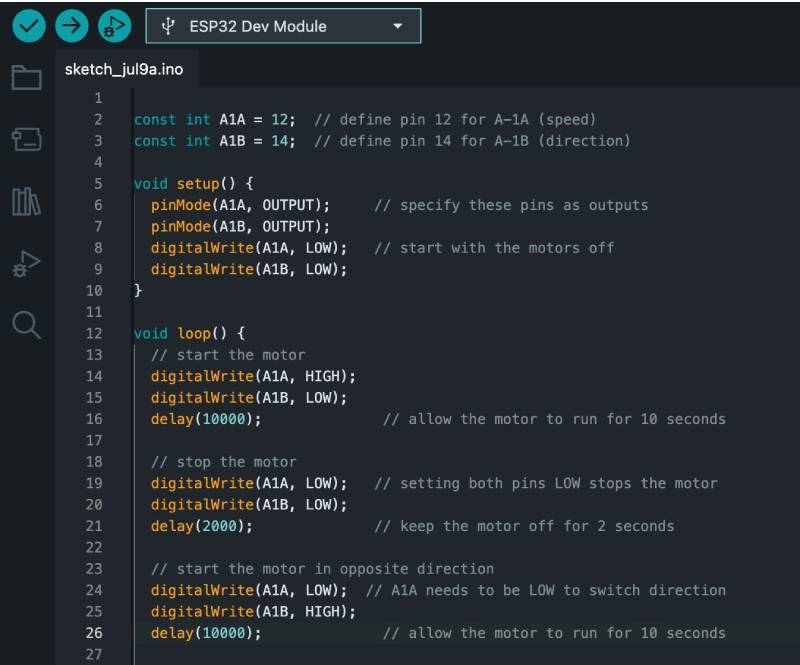 ESP32 Dev Module
sketch_jul9a.ino
1
2 const int A1A = 12;  // define pin 12 for A-1A (speed)
3 const int A1B = 14;  // define pin 14 for A-1B (direction)
4
5 void setup() {
6   pinMode(A1A, OUTPUT);     // specify these pins as outputs
7   pinMode(A1B, OUTPUT);
8   digitalWrite(A1A, LOW);   // start with the motors off
9   digitalWrite(A1B, LOW);
10 }
11
12 void loop() {
13   // start the motor
14   digitalWrite(A1A, HIGH);
15   digitalWrite(A1B, LOW);
16   delay(10000);              // allow the motor to run for 10 seconds
17
18   // stop the motor
19   digitalWrite(A1A, LOW);   // setting both pins LOW stops the motor
20   digitalWrite(A1B, LOW);
21   delay(2000);              // keep the motor off for 2 seconds
22
23   // start the motor in opposite direction
24   digitalWrite(A1A, LOW);  // A1A needs to be LOW to switch direction
25   digitalWrite(A1B, HIGH);
26   delay(10000);              // allow the motor to run for 10 seconds
27